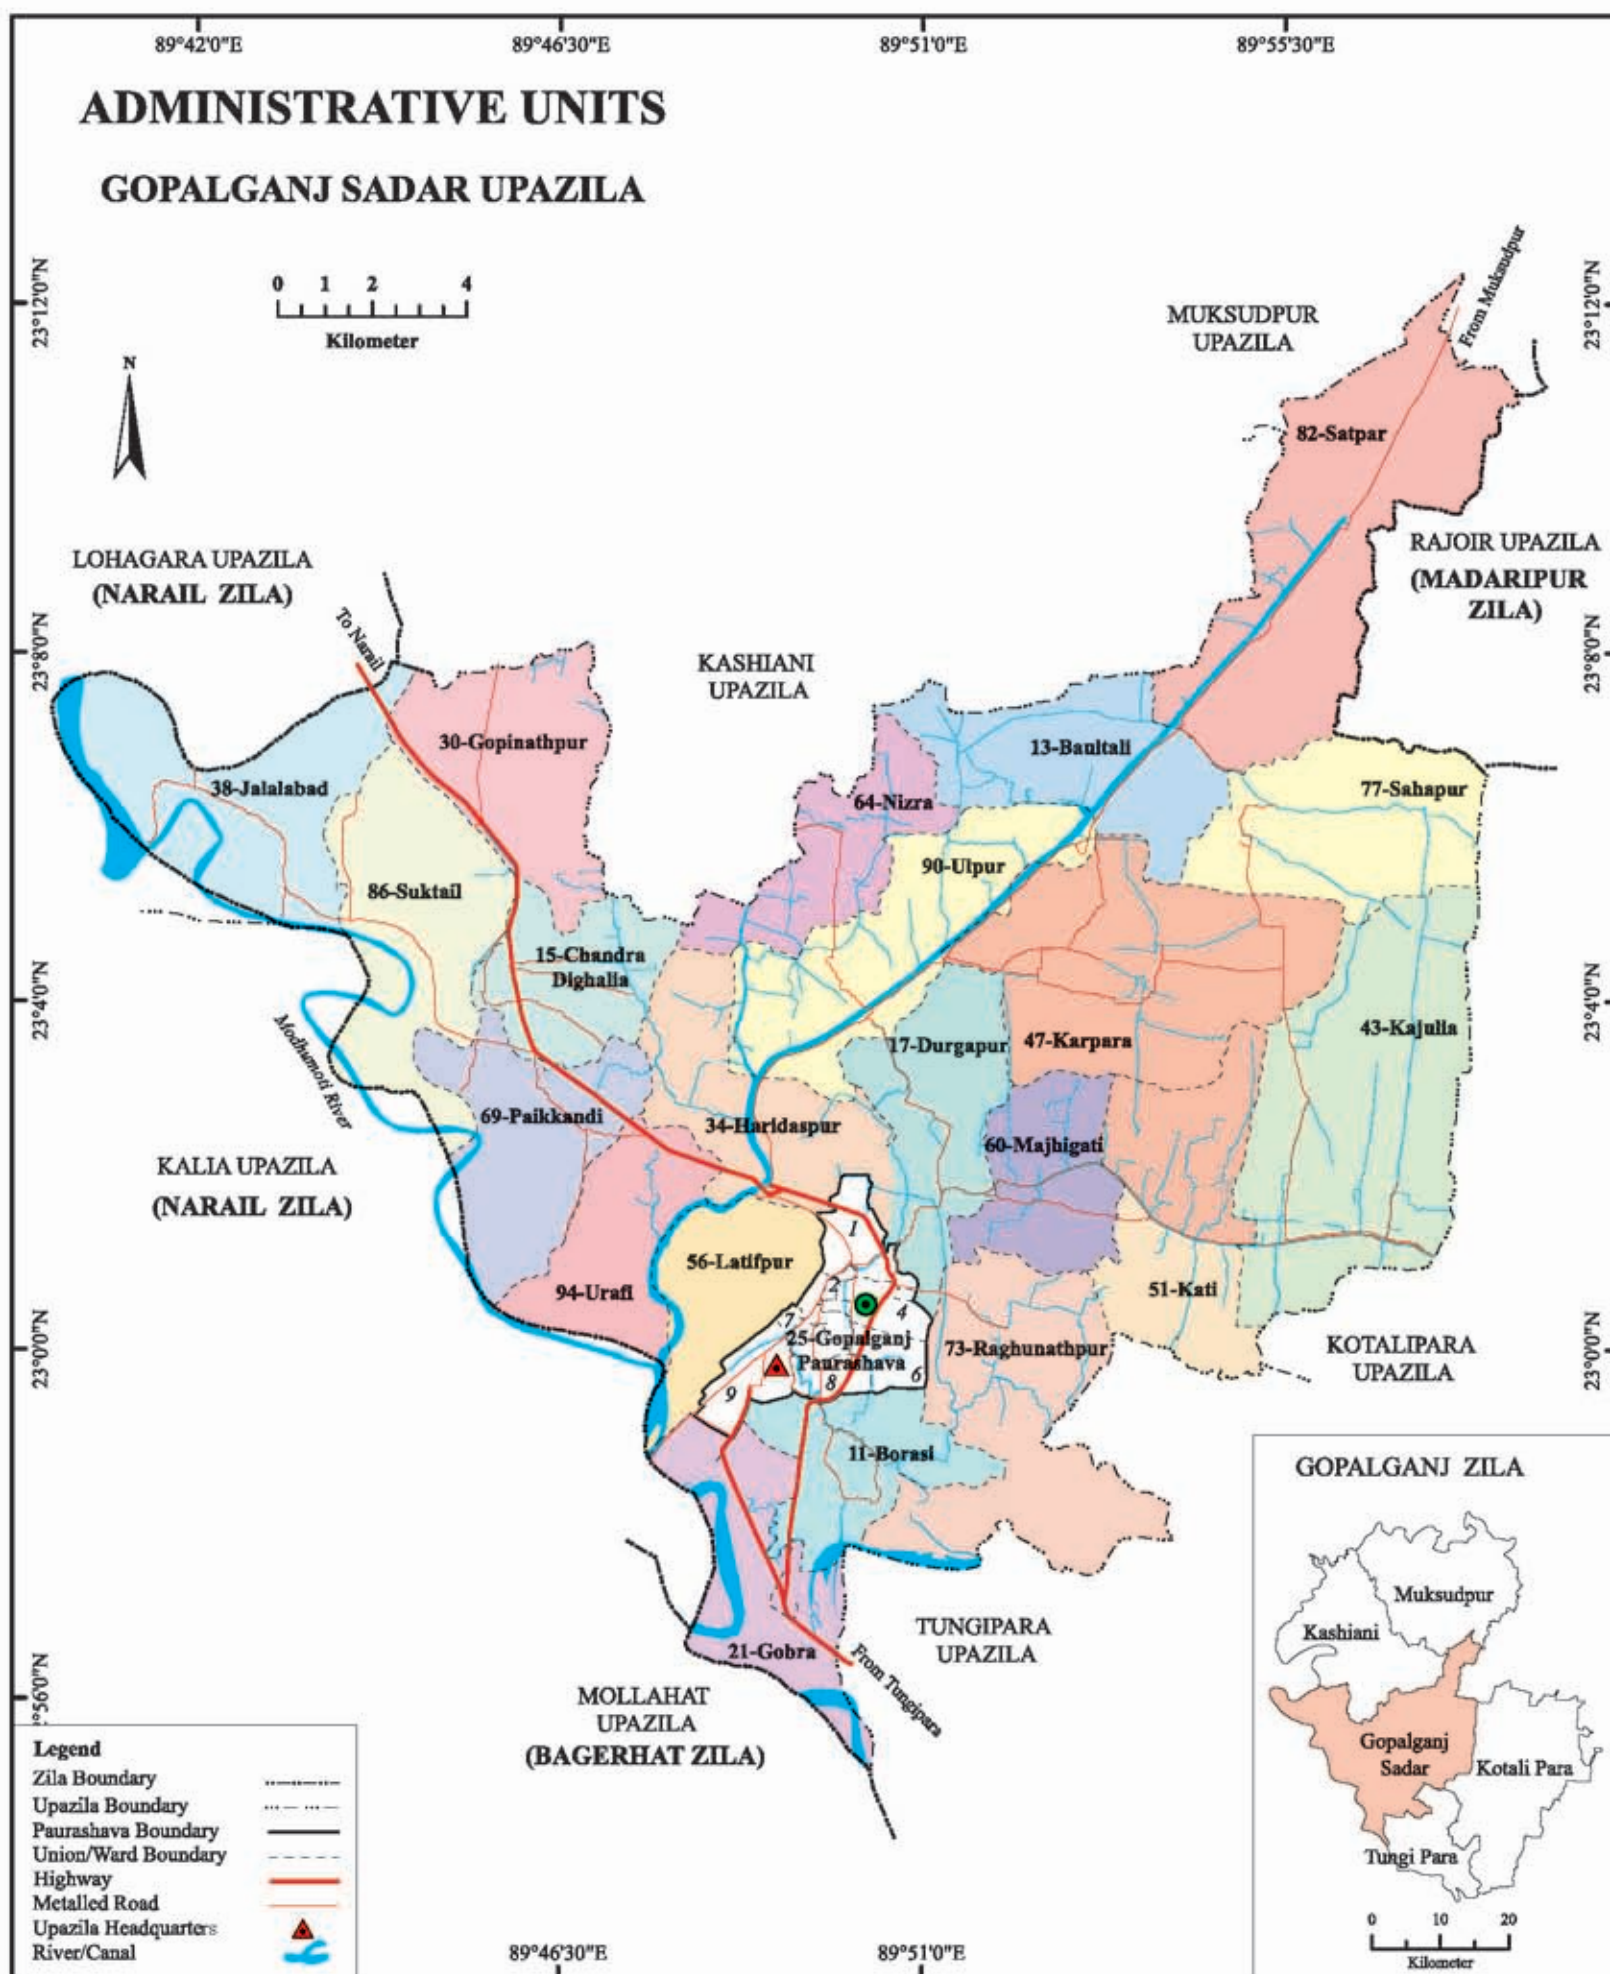 89°42'0"E
89°46'30"E
89°51'0"E
89°55'30"E
ADMINISTRATIVE UNITS
GOPALGANJ SADAR UPAZILA
0 1 2 4
Kilometer
N
23°12'0"N
23°12'0"N
From Muksudpur
MUKSUDPUR
UPAZILA
82-Satpar
LOHAGARA UPAZILA
(NARAIL ZILA)
RAJOIR UPAZILA
(MADARIPUR
ZILA)
To Narail
23°8'0"N
23°8'0"N
KASHIANI
UPAZILA
30-Gopinathpur
13-Baultali
38-Jalalabad
64-Nizra
77-Sahapur
86-Suktail
90-Ulpur
15-Chandra
Dighalia
23°4'0"N
23°4'0"N
Modhumoti River
17-Durgapur
47-Karpara
43-Kajulia
69-Paikkandi
34-Haridaspur
60-Majhigati
KALIA UPAZILA
(NARAIL ZILA)
1
56-Latifpur
94-Urafi
2
4
7
51-Kati
25-Gopalganj
Paurashava
73-Raghunathpur
23°0'0"N
23°0'0"N
KOTALIPARA
UPAZILA
9
8
6
11-Borasi
21-Gobra
From Tungipara
TUNGIPARA
UPAZILA
MOLLAHAT
UPAZILA
(BAGERHAT ZILA)
°56'0"N
Legend
Zila Boundary
Upazila Boundary
Paurashava Boundary
Union/Ward Boundary
Highway
Metalled Road
Upazila Headquarters
River/Canal
GOPALGANJ ZILA
Muksudpur
Kashiani
Gopalganj
Sadar
Kotali Para
Tungi Para
0 10 20
Kilometer
89°46'30"E
89°51'0"E